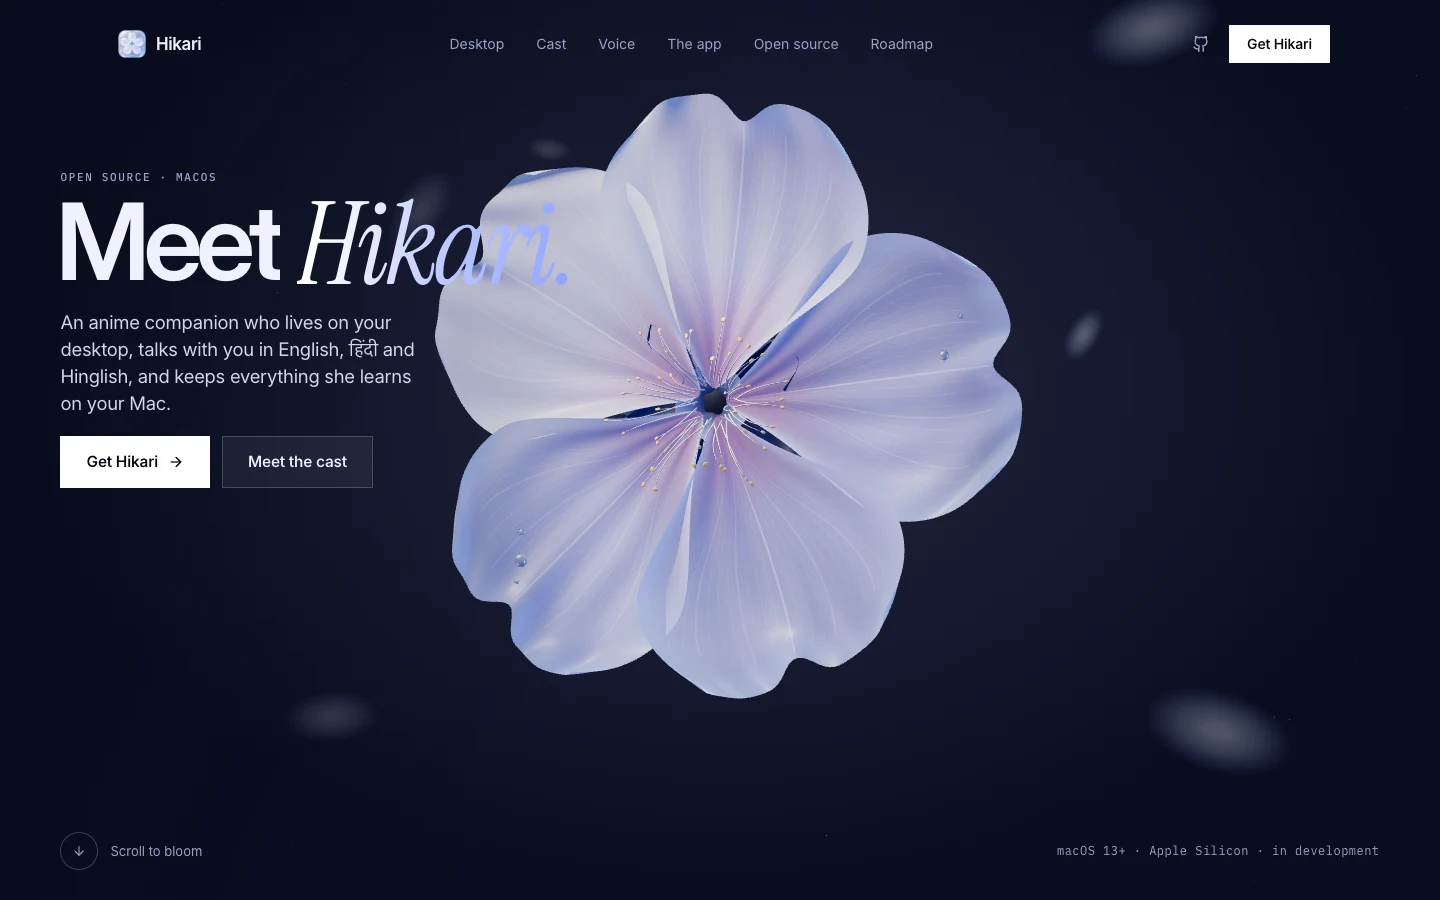 Hikari
Desktop Cast Voice The app Open source Roadmap
Get Hikari
OPEN SOURCE · MACOS
Meet Hikari.
An anime companion who lives on your
desktop, talks with you in English, हिंदी and
Hinglish, and keeps everything she learns
on your Mac.
Get Hikari →
Meet the cast
Scroll to bloom
macOS 13+ · Apple Silicon · in development